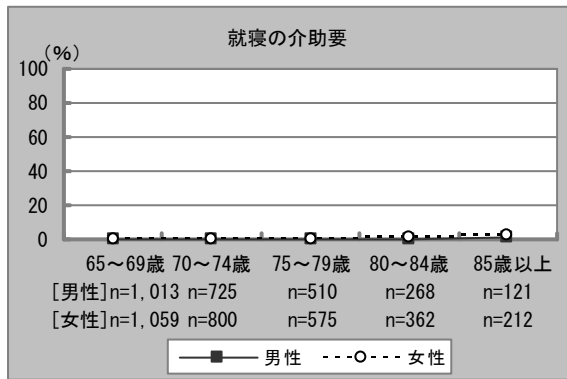 就寝の介助要
（%）
100
80
60
40
20
0
65～69歳 70～74歳 75～79歳 80～84歳 85歳以上
[男性]n=1,013 n=725 n=510 n=268 n=121
[女性]n=1,059 n=800 n=575 n=362 n=212
男性 女性